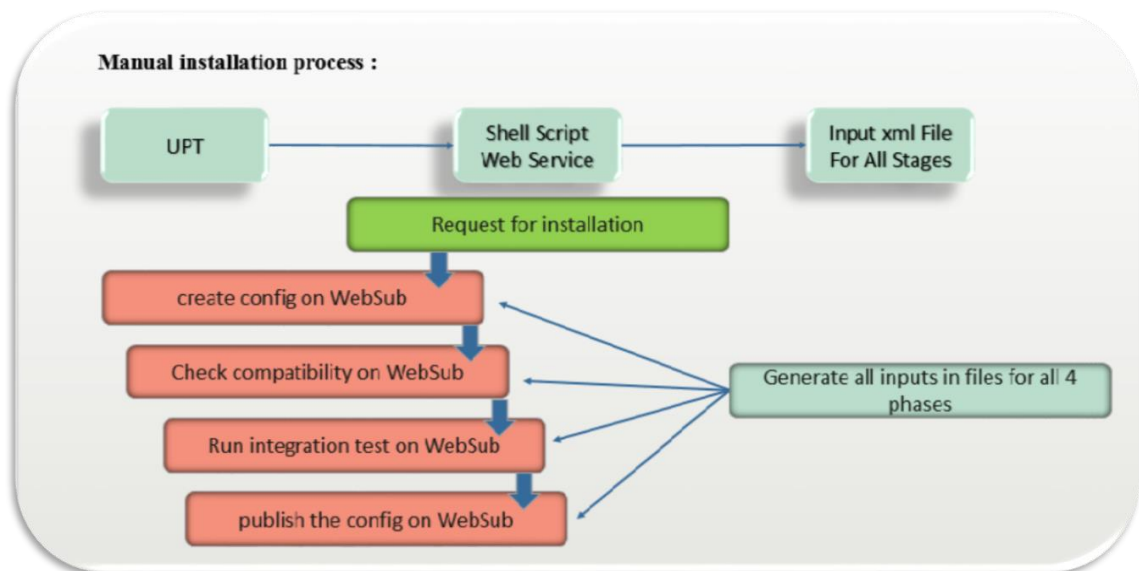 Manual installation process :
UPT
Shell Script
Web Service
Input xml File
For All Stages
Request for installation
create config on WebSub
Check compatibility on WebSub
Generate all inputs in files for all 4
phases
Run integration test on WebSub
publish the config on WebSub